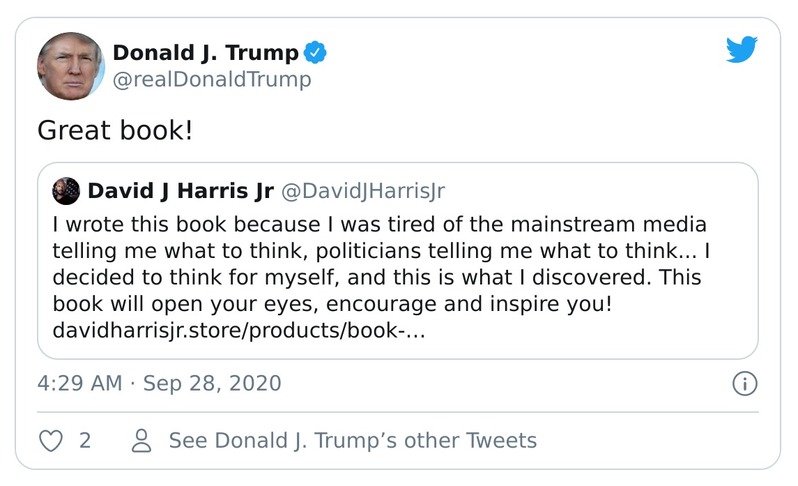 Donald J. Trump
@realDonaldTrump
Great book!
David J Harris Jr @DavidJHarrisJr
I wrote this book because I was tired of the mainstream media
telling me what to think, politicians telling me what to think... I
decided to think for myself, and this is what I discovered. This
book will open your eyes, encourage and inspire you!
davidharrisjr.store/products/book-...
4:29 AM · Sep 28, 2020
2 See Donald J. Trump’s other Tweets